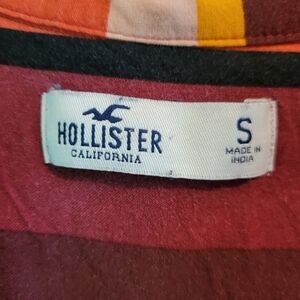 HOLLISTER
CALIFORNIA
S
MADE IN
INDIA